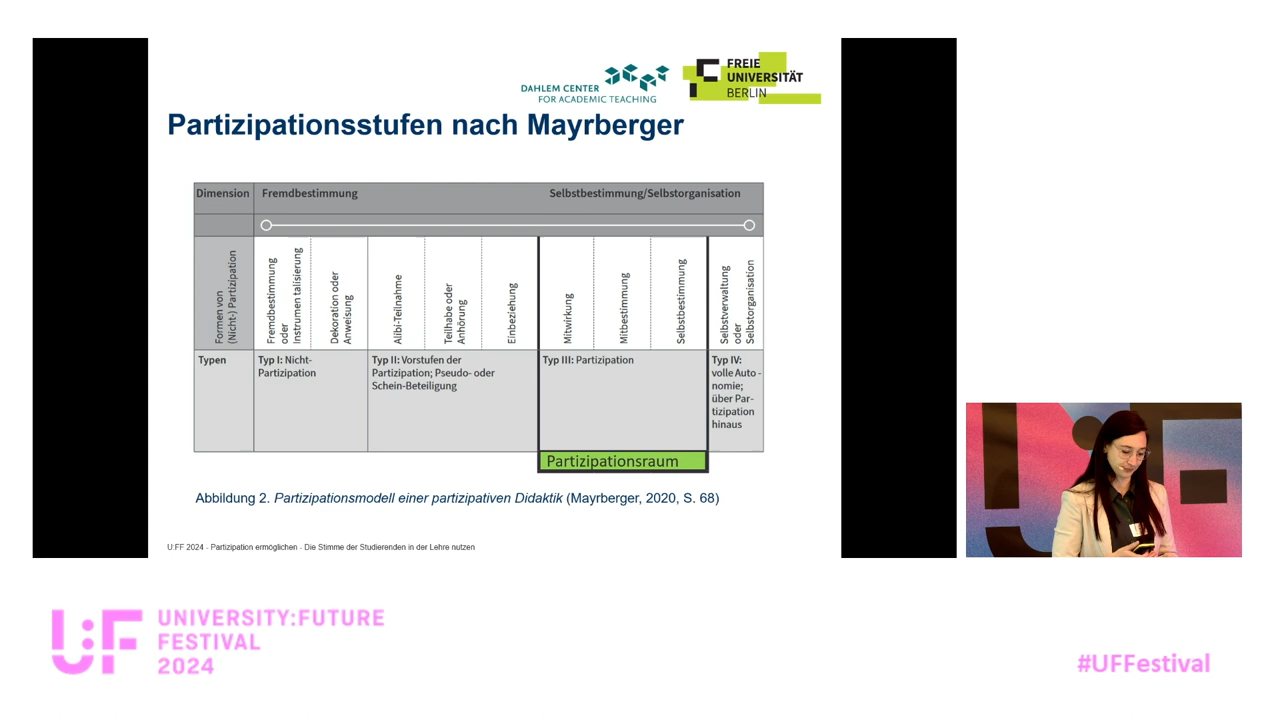 DAHLEM CENTER
FOR ACADEMIC TEACHING
FREIE
UNIVERSITÄT
BERLIN
Partizipationsstufen nach Mayrberger
Dimension
Fremdbestimmung
Selbstbestimmung/Selbstorganisation
Formen von
(Nicht-) Partizipation
Fremdbestimmung
oder
Instrumen talisierung
Dekoration oder
Anweisung
Alibi-Teilnahme
Teilhabe oder
Anhörung
Einbeziehung
Mitwirkung
Mitbestimmung
Selbstbestimmung
Selbstverwaltung
oder
Selbstorganisation
Typen
Typ I: Nicht-
Partizipation
Typ II: Vorstufen der
Partizipation; Pseudo- oder
Schein-Beteiligung
Typ III: Partizipation
Typ IV:
volle Auto -
nomie;
über Par-
tizipation
hinaus
Partizipationsraum
Abbildung 2. Partizipationsmodell einer partizipativen Didaktik (Mayrberger, 2020, S. 68)
U:FF 2024 - Partizipation ermöglichen - Die Stimme der Studierenden in der Lehre nutzen
U:FF
UNIVERSITY:FUTURE
FESTIVAL
2024
#UFFestival